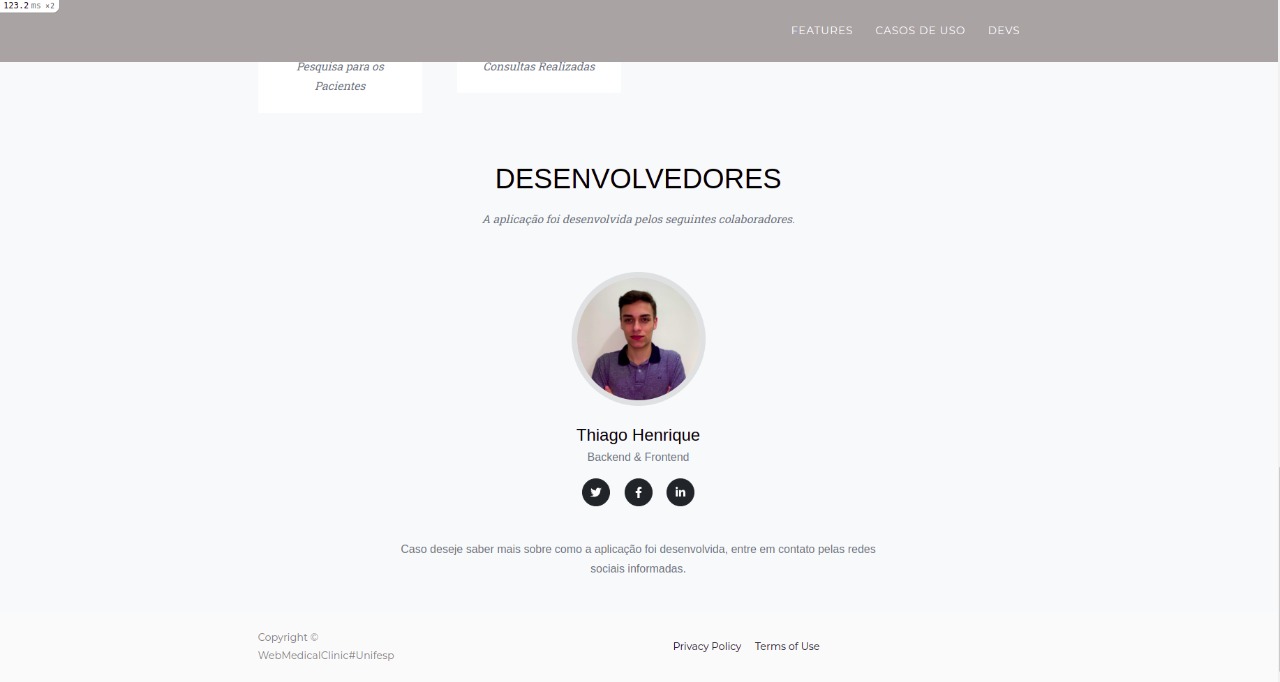 123.2 ms ×2
FEATURES CASOS DE USO DEVS
Pesquisa para os
Pacientes
Consultas Realizadas
DESENVOLVEDORES
A aplicação foi desenvolvida pelos seguintes colaboradores.
Thiago Henrique
Backend & Frontend
Caso deseje saber mais sobre como a aplicação foi desenvolvida, entre em contato pelas redes
sociais informadas.
Copyright ©
WebMedicalClinic#Unifesp
Privacy Policy Terms of Use